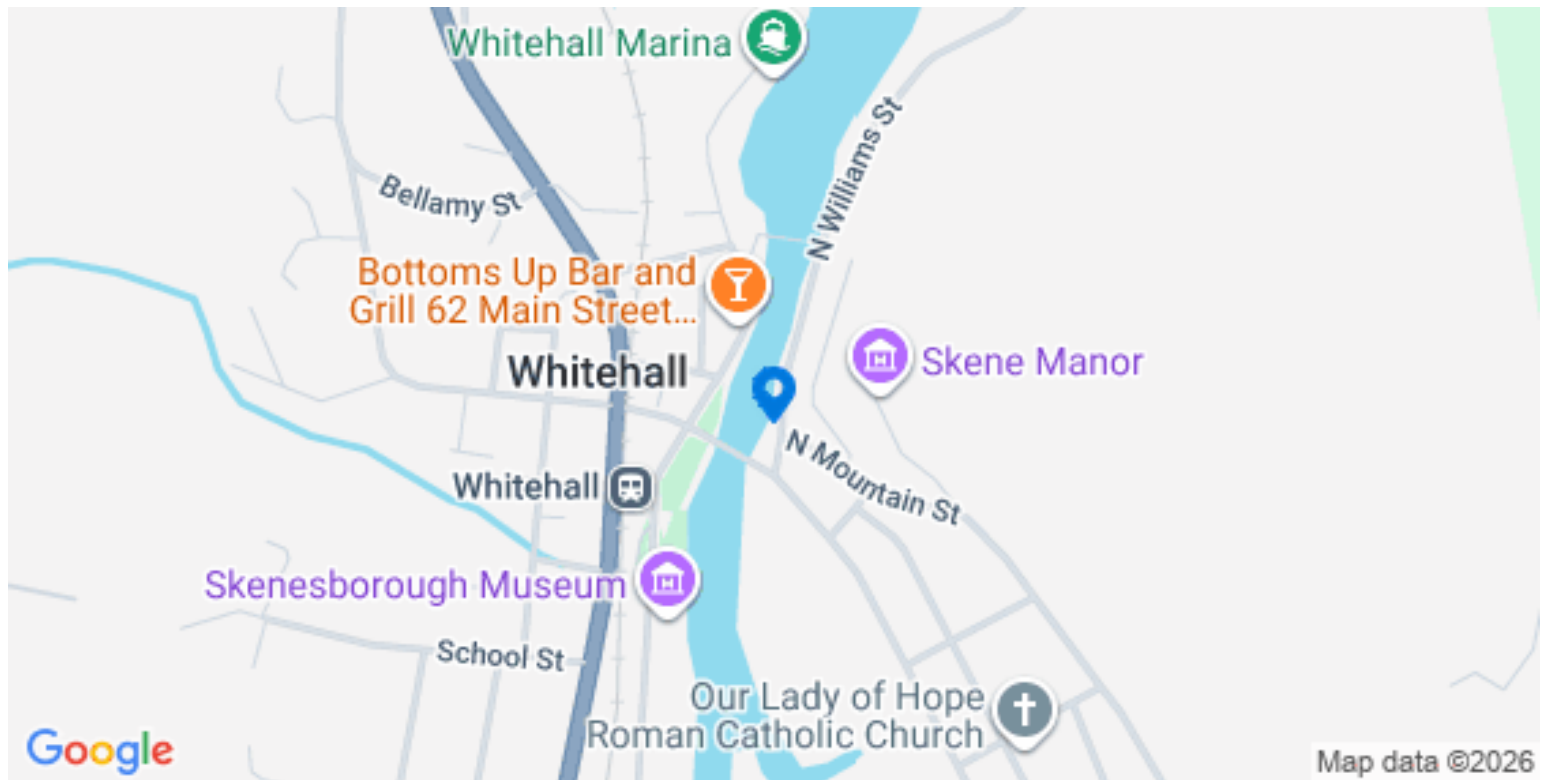 Whitehall Marina
N Williams St
Bellamy St
Bottoms Up Bar and
Grill 62 Main Street...
Whitehall
Skene Manor
N Mountain St
Whitehall
Skenesborough Museum
School St
Our Lady of Hope
Roman Catholic Church
Google
Map data ©2026